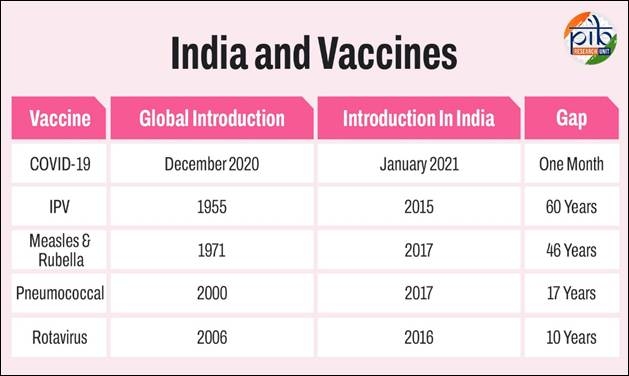 pib
RESEARCH UNIT
India and Vaccines
Vaccine Global Introduction Introduction In India Gap
COVID-19 December 2020 January 2021 One Month
IPV 1955 2015 60 Years
Measles &
Rubella 1971 2017 46 Years
Pneumococcal 2000 2017 17 Years
Rotavirus 2006 2016 10 Years